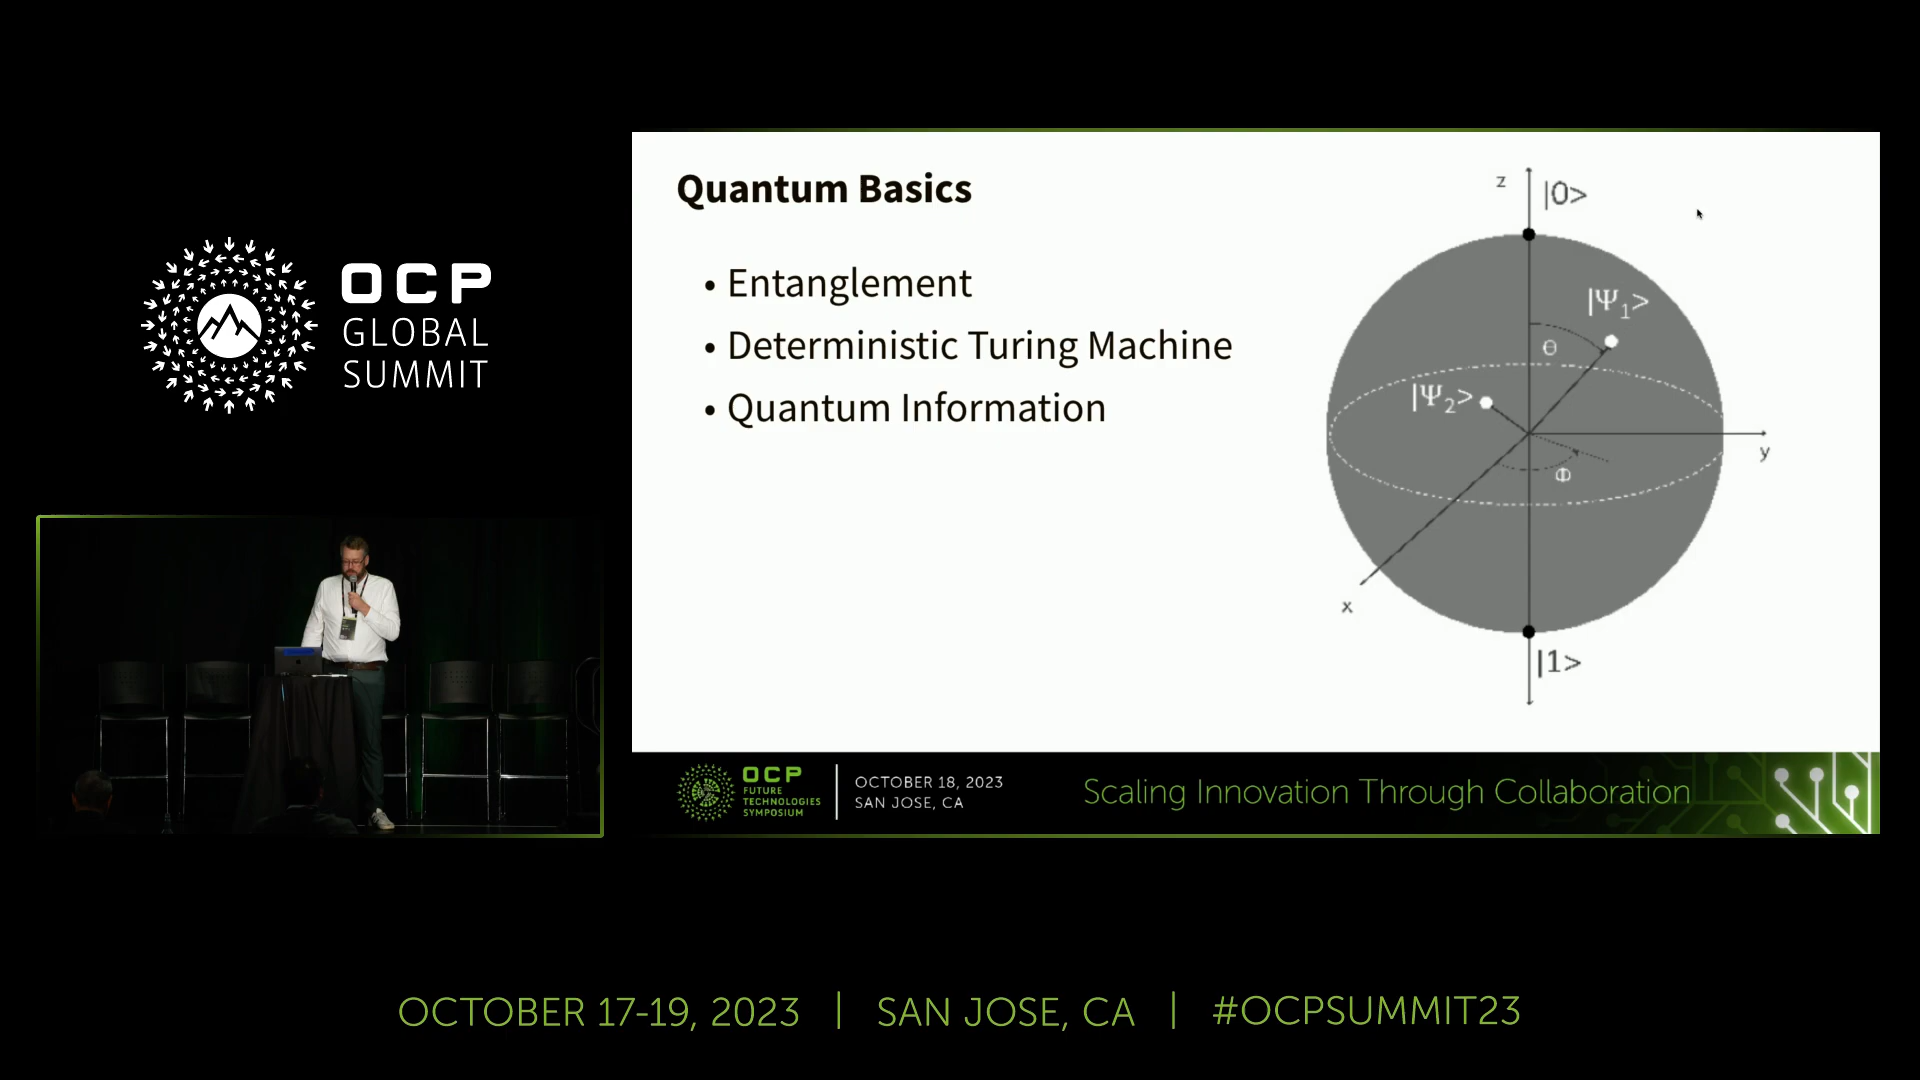 OCP
GLOBAL
SUMMIT
Quantum Basics
• Entanglement
• Deterministic Turing Machine
• Quantum Information
z
|0>
|Ψ1>
Θ
|Ψ2>
y
Φ
x
|1>
OCP
FUTURE
TECHNOLOGIES
SYMPOSIUM
OCTOBER 18, 2023
SAN JOSE, CA
Scaling Innovation Through Collaboration
OCTOBER 17-19, 2023 | SAN JOSE, CA | #OCPSUMMIT23